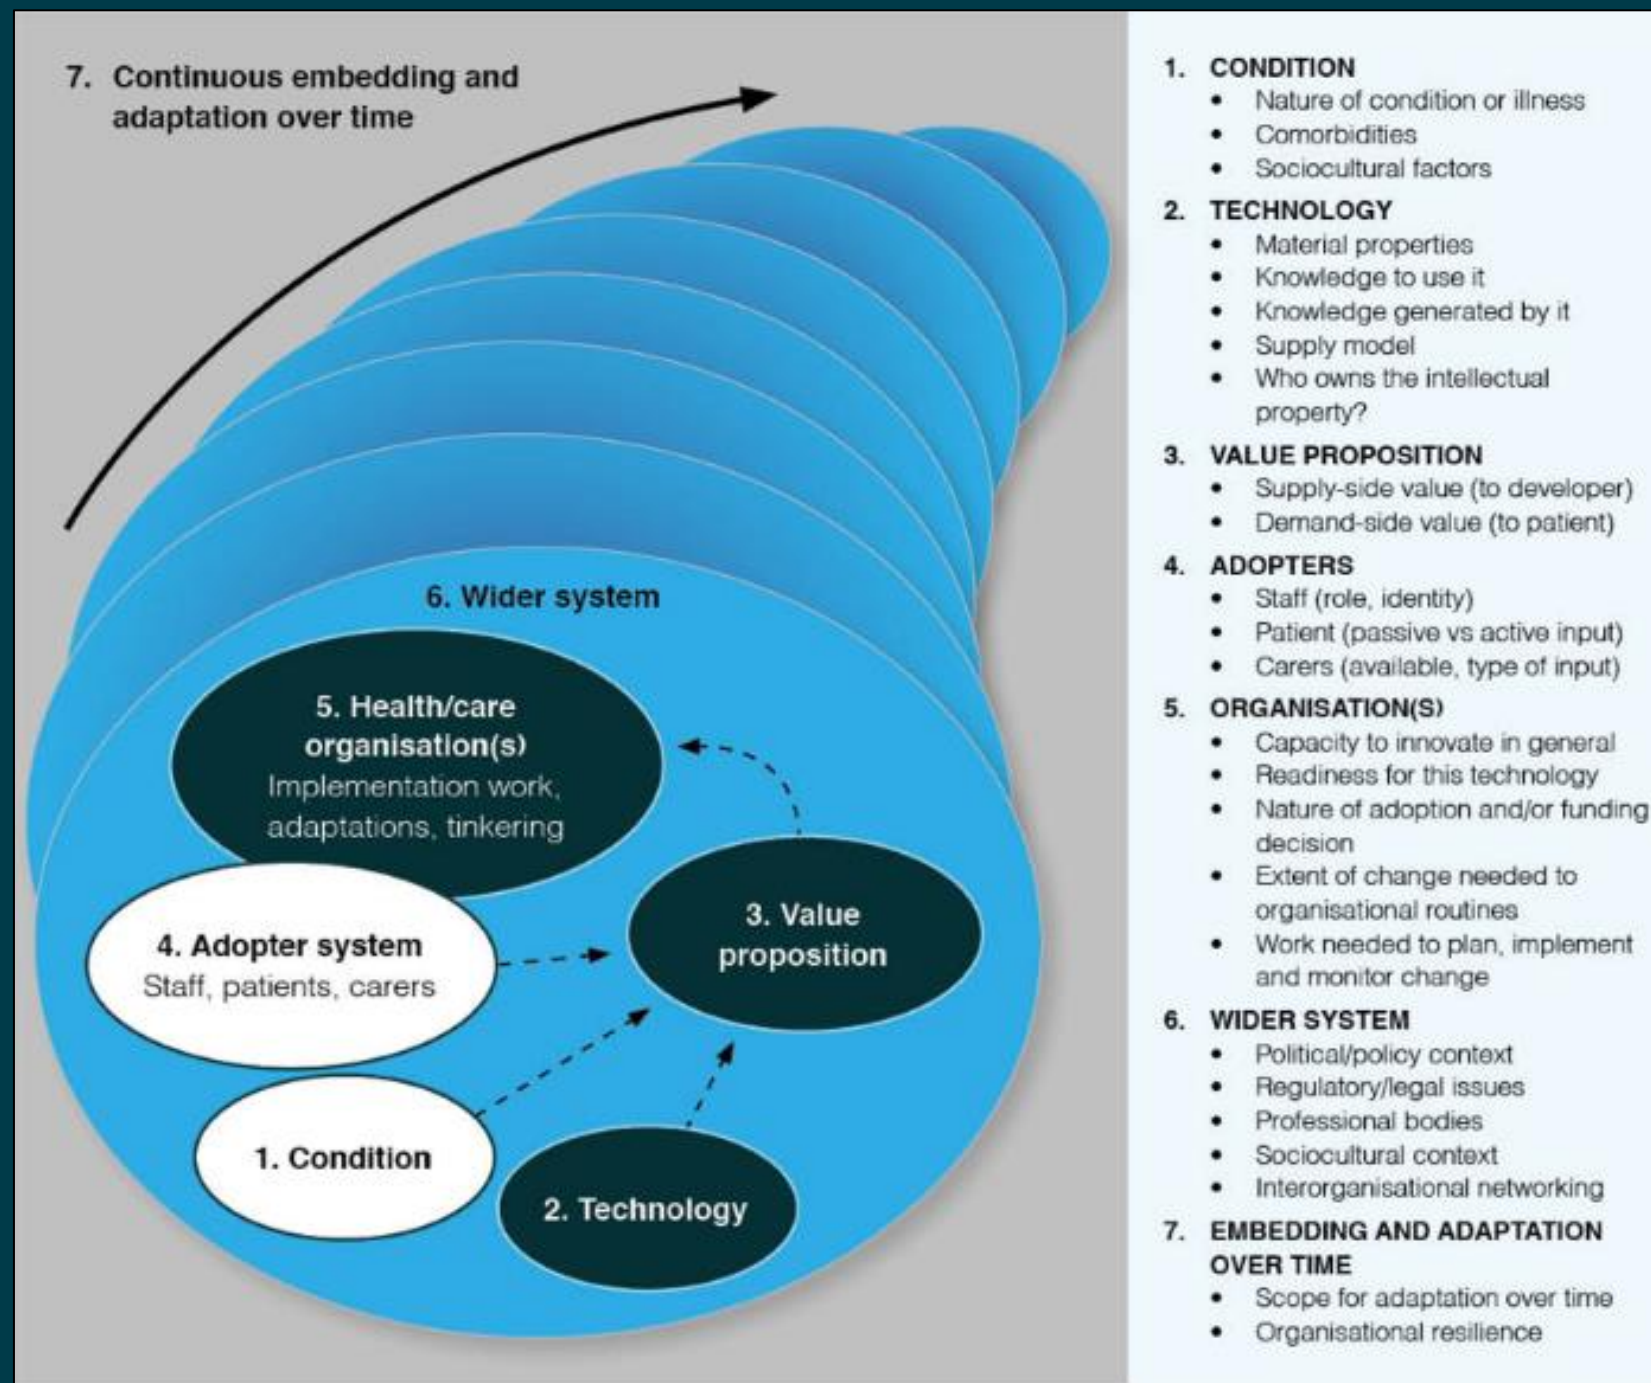 7. Continuous embedding and
adaptation over time
6. Wider system
5. Health/care
organisation(s)
Implementation work,
adaptations, tinkering
4. Adopter system
Staff, patients, carers
3. Value
proposition
1. Condition
2. Technology
1. CONDITION
• Nature of condition or illness
• Comorbidities
• Sociocultural factors
2. TECHNOLOGY
• Material properties
• Knowledge to use it
• Knowledge generated by it
• Supply model
• Who owns the intellectual
property?
3. VALUE PROPOSITION
• Supply-side value (to developer)
• Demand-side value (to patient)
4. ADOPTERS
• Staff (role, identity)
• Patient (passive vs active input)
• Carers (available, type of input)
5. ORGANISATION(S)
• Capacity to innovate in general
• Readiness for this technology
• Nature of adoption and/or funding
decision
• Extent of change needed to
organisational routines
• Work needed to plan, implement
and monitor change
6. WIDER SYSTEM
• Political/policy context
• Regulatory/legal issues
• Professional bodies
• Sociocultural context
• Interorganisational networking
7. EMBEDDING AND ADAPTATION
OVER TIME
• Scope for adaptation over time
• Organisational resilience